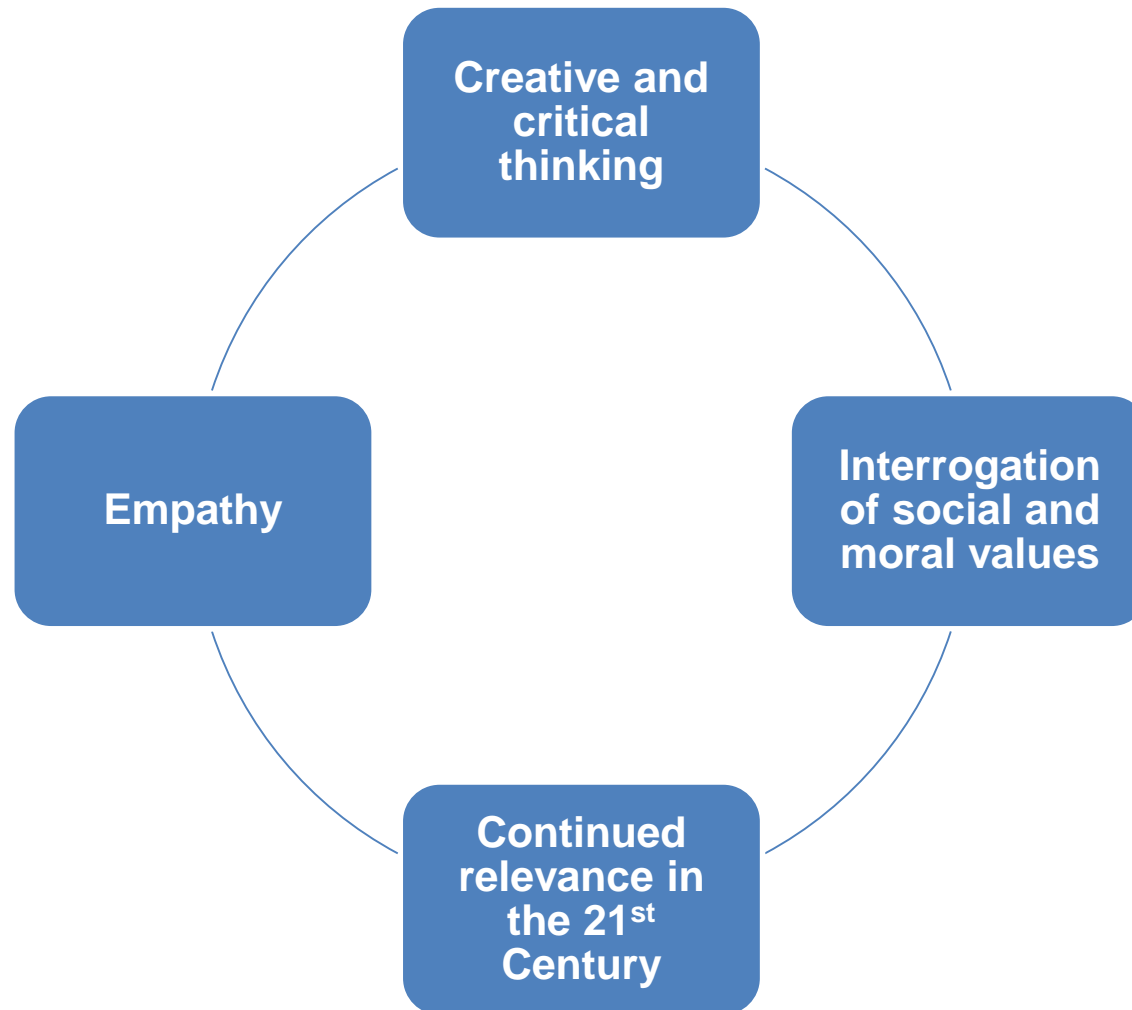 Creative and
critical
thinking
Empathy
Interrogation
of social and
moral values
Continued
relevance in
the 21st
Century